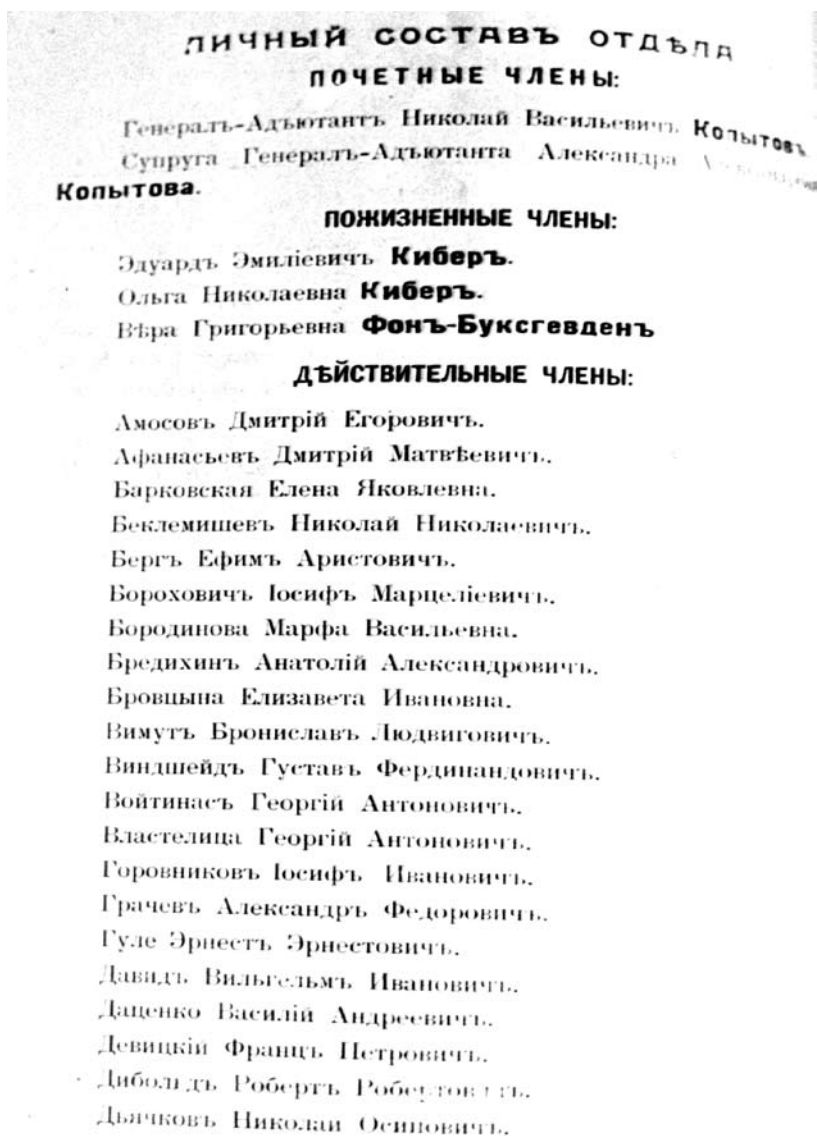 ЛИЧНЫЙ СОСТАВЪ ОТДѢЛА
ПОЧЕТНЫЕ ЧЛЕНЫ:
Генералъ-Адъютантъ Николай Васильевичъ Копытовъ
Супруга Генералъ-Адъютанта Александра
Копытова.
ПОЖИЗНЕННЫЕ ЧЛЕНЫ:
Эдуардъ Эмиліевичъ Киберъ.
Ольга Николаевна Киберъ.
Вѣра Григорьевна Фонъ-Буксгевденъ
ДѢЙСТВИТЕЛЬНЫЕ ЧЛЕНЫ:
Амосовъ Дмитрій Егоровичъ.
Афанасьевъ Дмитрій Матвѣевичъ.
Барковская Елена Яковлевна.
Беклемишевъ Николай Николаевичъ.
Бергъ Ефимъ Аристовичъ.
Бороховичъ Іосифъ Марцеліевичъ.
Бородинова Марфа Васильевна.
Бредихинъ Анатолій Александровичъ.
Бровцына Елизавета Ивановна.
Вимутъ Брониславъ Людвиговичъ.
Виндшейдъ Густавъ Фердинандовичъ.
Войтинасъ Георгій Антоновичъ.
Властелица Георгій Антоновичъ.
Горовниковъ Іосифъ Ивановичъ.
Грачевъ Александръ Федоровичъ.
Гуле Эрнестъ Эрнестовичъ.
Давидъ Вильгельмъ Ивановичъ.
Даценко Василій Андреевичъ.
Девицкій Францъ Петровичъ.
Дибольдъ Робертъ Робертовичъ.
Дьячковъ Николай Осиповичъ.